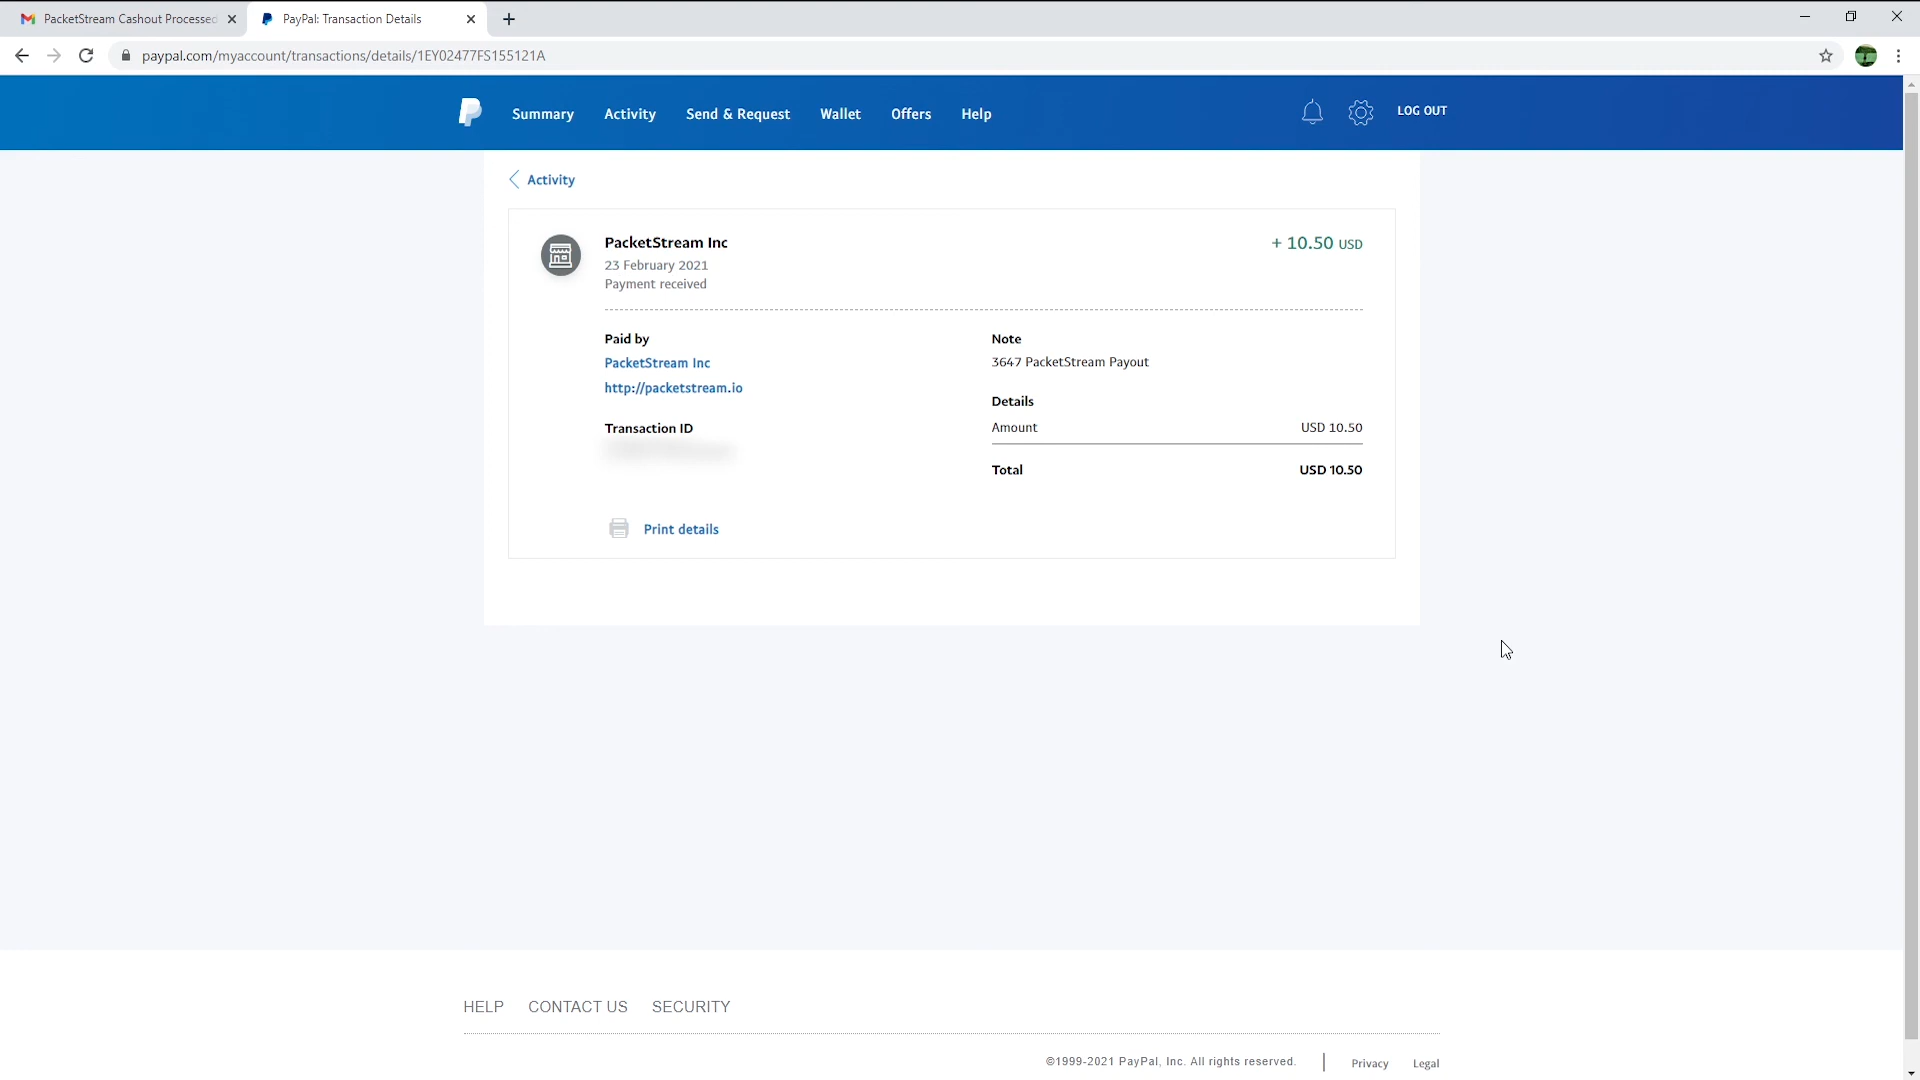 PacketStream Cashout Processed
PayPal: Transaction Details
paypal.com/myaccount/transactions/details/1EY02477FS155121A
Summary
Activity
Send & Request
Wallet
Offers
Help
LOG OUT
Activity
PacketStream Inc
+ 10.50 USD
23 February 2021
Payment received
Paid by
PacketStream Inc
http://packetstream.io
Transaction ID
Note
3647 PacketStream Payout
Details
Amount USD 10.50
Total USD 10.50
Print details
HELP CONTACT US SECURITY
©1999-2021 PayPal, Inc. All rights reserved.
Privacy
Legal